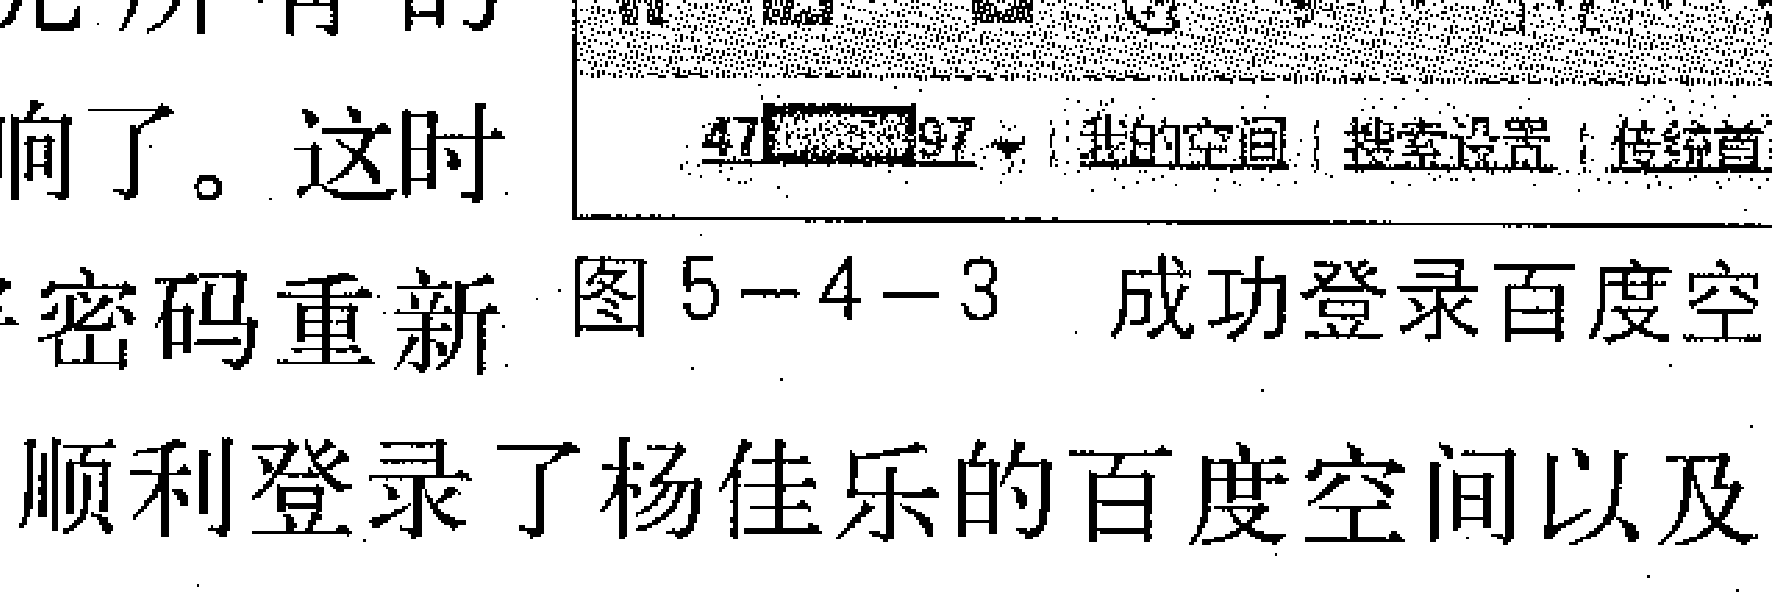 所有的
47 97 我的空间 搜索设置 传统首
响了。这时
密码重新
图5-4-3 成功登录百度空
顺利登录了杨佳乐的百度空间以及